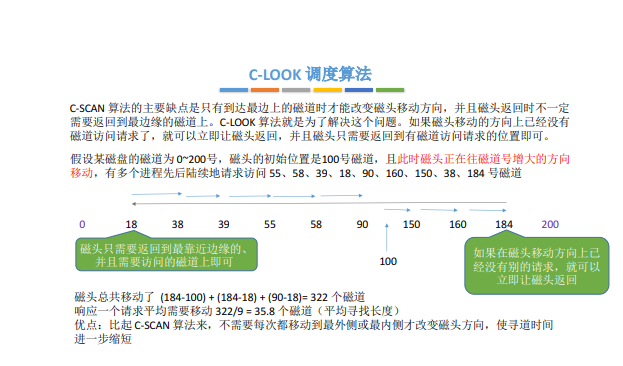 C-LOOK 调度算法
C-SCAN 算法的主要缺点是只有到达最边上的磁道时才能改变磁头移动方向，并且磁头返回时不一定
需要返回到最边缘的磁道上。C-LOOK 算法就是为了解决这个问题。如果磁头移动的方向上已经没有
磁道访问请求了，就可以立即让磁头返回，并且磁头只需要返回到有磁道访问请求的位置即可。
假设某磁盘的磁道为 0~200号，磁头的初始位置是100号磁道，且此时磁头正在往磁道号增大的方向
移动，有多个进程先后陆续地请求访问 55、58、39、18、90、160、150、38、184 号磁道
0 18 38 39 55 58 90 150 160 184 200
100
磁头只需要返回到最靠近边缘的、
并且需要访问的磁道上即可
如果在磁头移动方向上已
经没有别的请求，就可以
立即让磁头返回
磁头总共移动了 (184-100) + (184-18) + (90-18)= 322 个磁道
响应一个请求平均需要移动 322/9 = 35.8 个磁道（平均寻找长度）
优点：比起 C-SCAN 算法来，不需要每次都移动到最外侧或最内侧才改变磁头方向，使寻道时间
进一步缩短